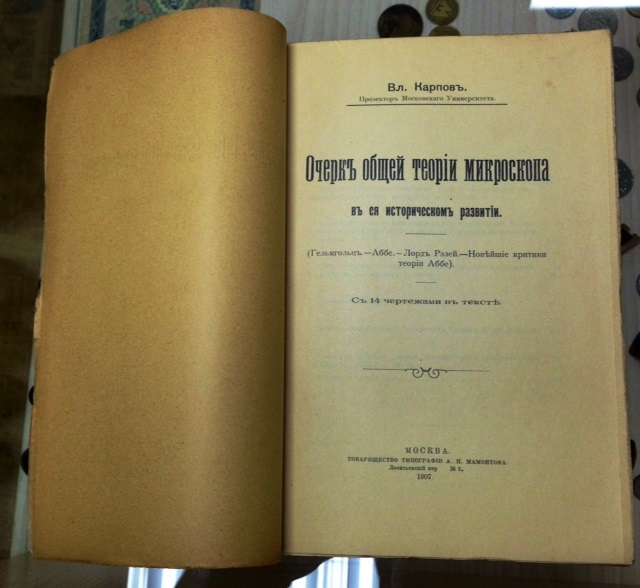 Вл. Карповъ.
Прозекторъ Московскаго Университета.
Очеркъ общей теоріи микроскопа
въ ея историческомъ развитіи.
(Гельмгольцъ.—Аббе.—Лордъ Рэлей.—Новѣйшіе критики
теоріи Аббе).
Съ 14 чертежами въ текстѣ
МОСКВА.
ТОВАРИЩЕСТВО ТИПОГРАФІИ А. И. МАМОНТОВА
Леонтьевскій пер № 5,
1907